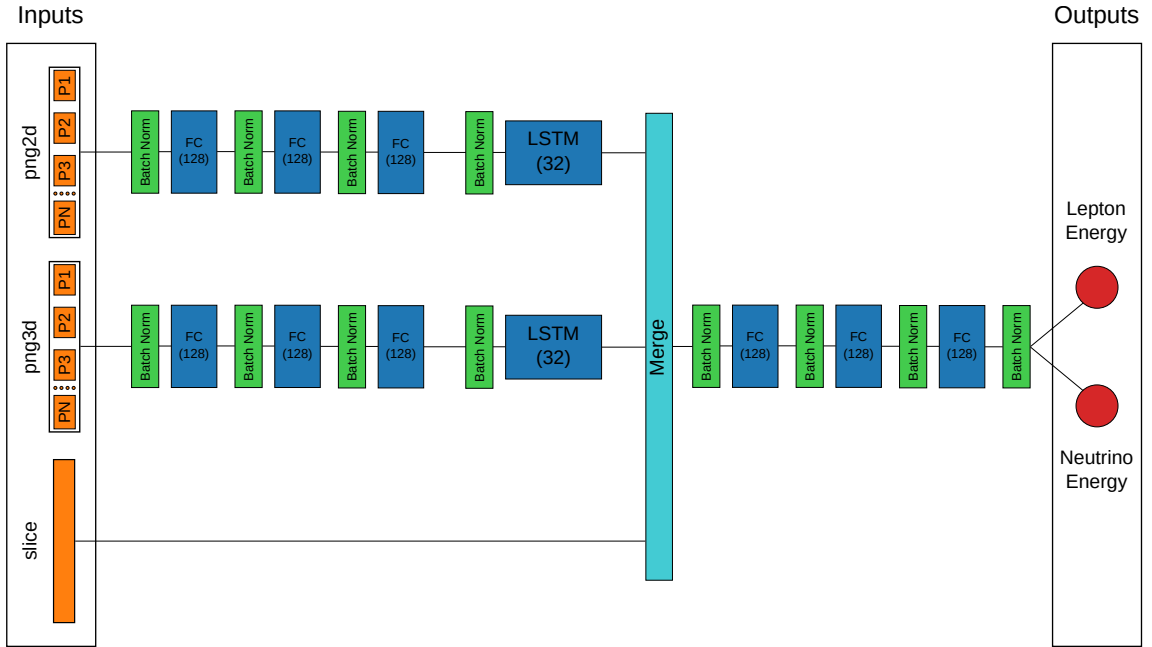 Inputs
Outputs
png2d
P1
P2
P3
PN
Batch Norm
FC
(128)
Batch Norm
FC
(128)
Batch Norm
FC
(128)
Batch Norm
LSTM
(32)
png3d
P1
P2
P3
PN
Batch Norm
FC
(128)
Batch Norm
FC
(128)
Batch Norm
FC
(128)
Batch Norm
LSTM
(32)
slice
Merge
Batch Norm
FC
(128)
Batch Norm
FC
(128)
Batch Norm
FC
(128)
Batch Norm
Lepton
Energy
Neutrino
Energy